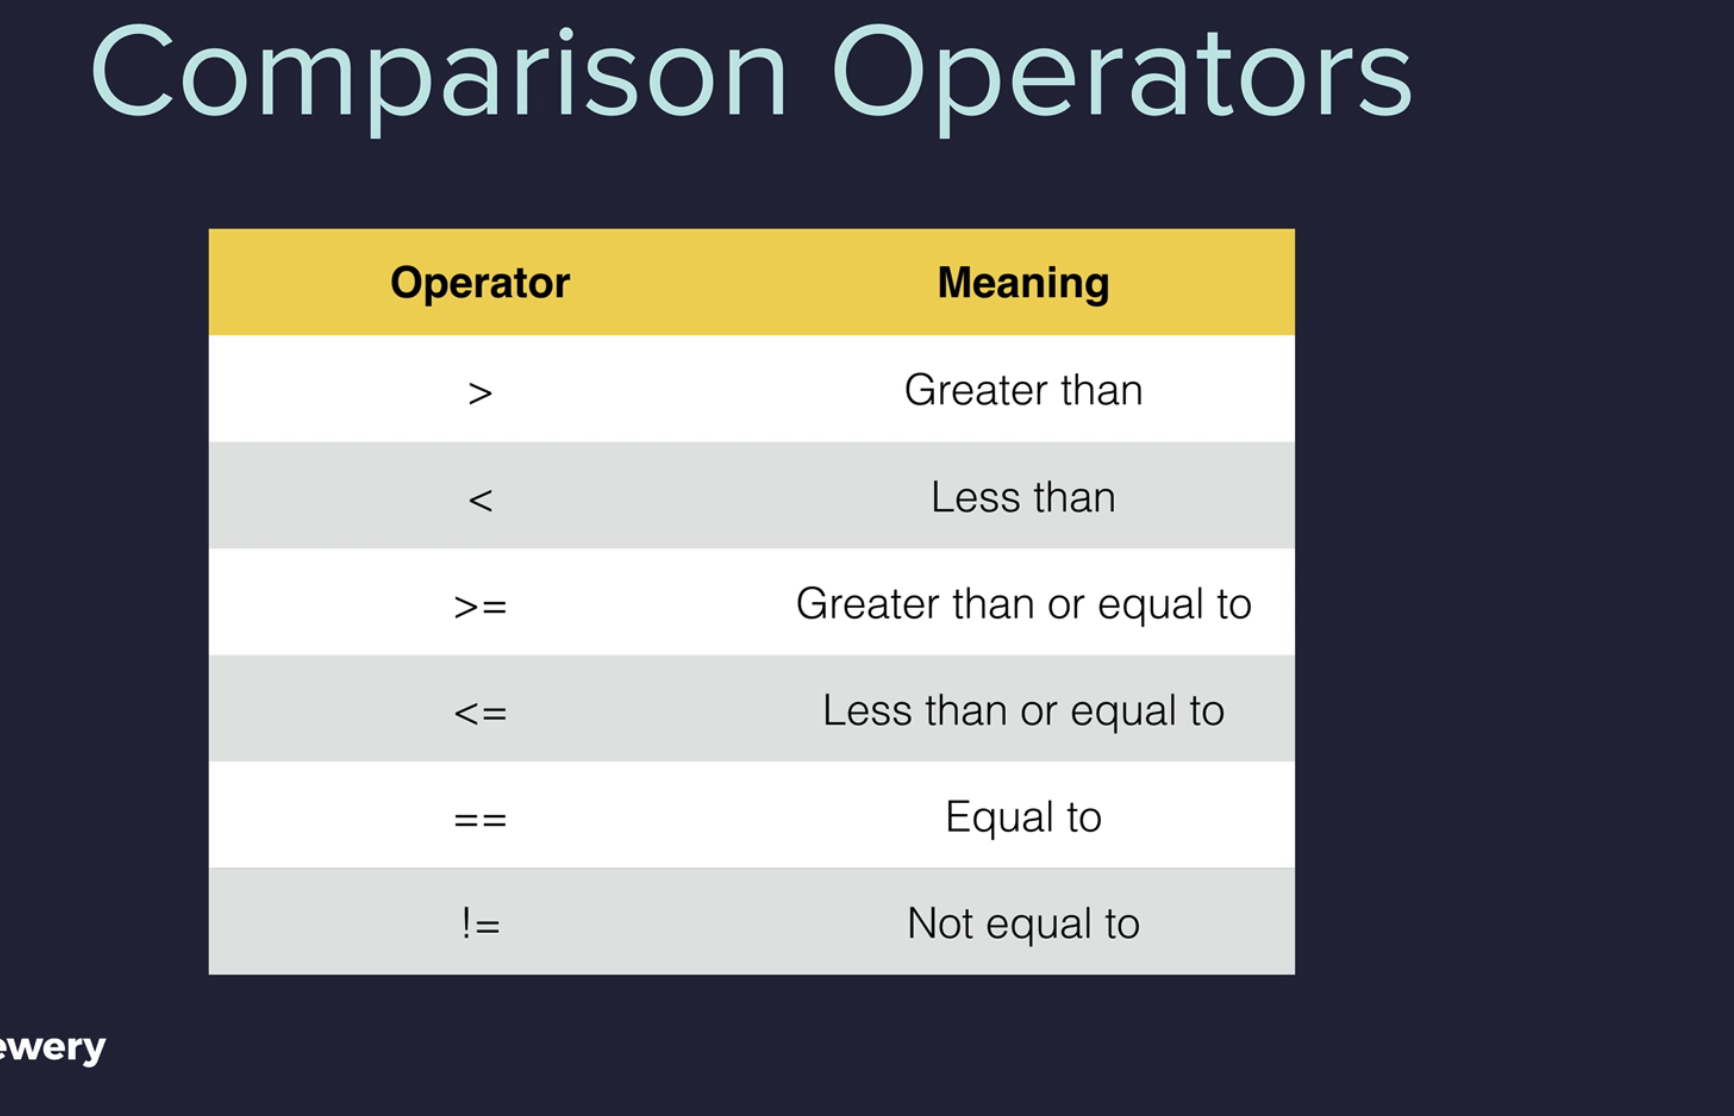 Comparison Operators
Operator Meaning
> Greater than
< Less than
>= Greater than or equal to
<= Less than or equal to
== Equal to
!= Not equal to
ewery